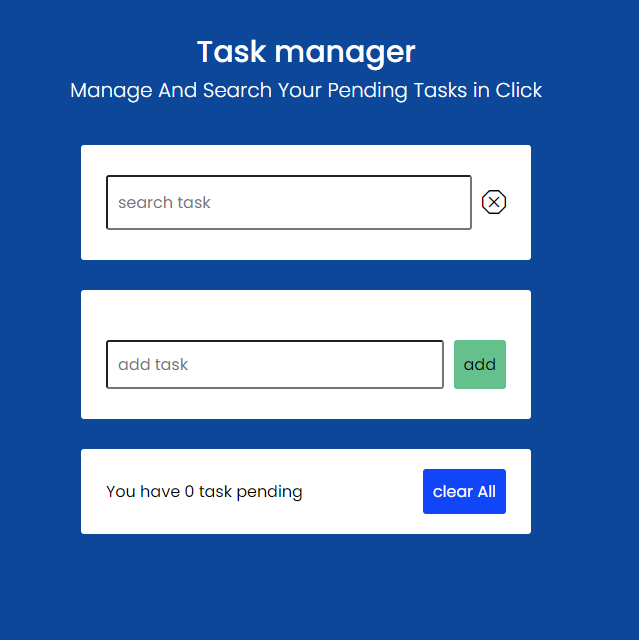 Task manager
Manage And Search Your Pending Tasks in Click
search task
add task
add
You have 0 task pending
clear All